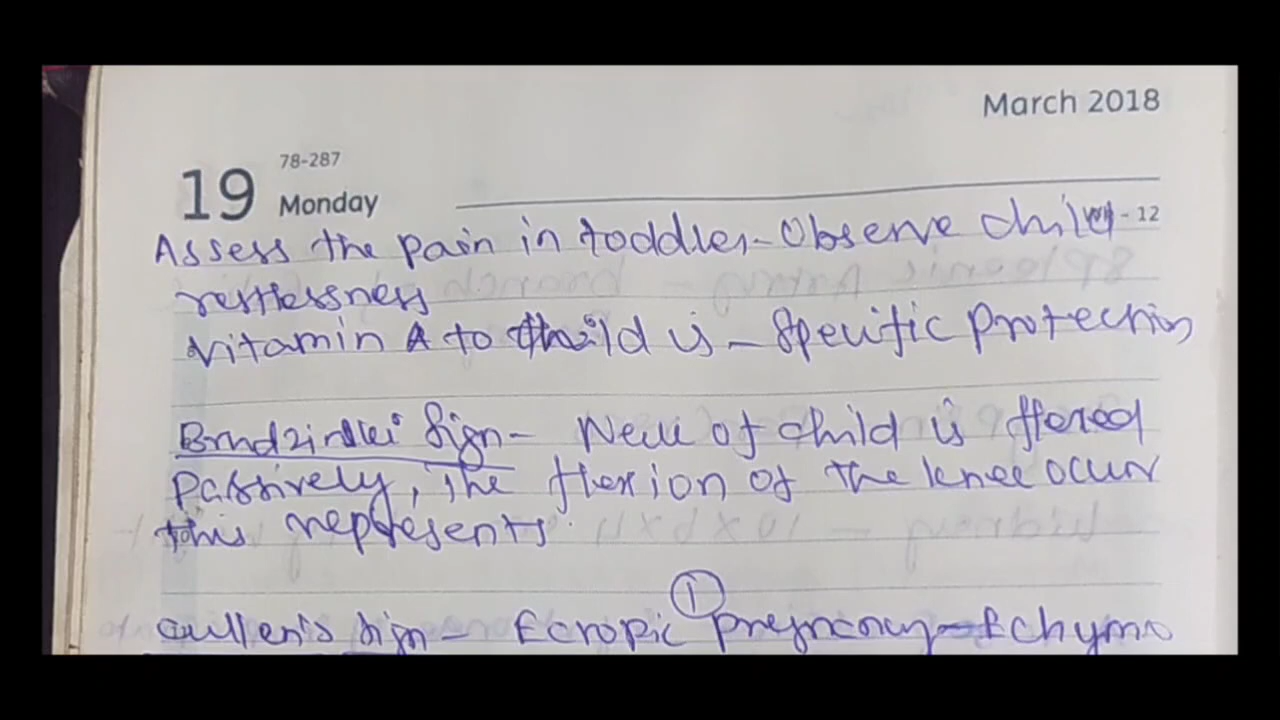 March 2018
78-287
19 Monday
- 12
Assess the pain in toddler - Observe child
restlessness
Vitamin A to child is - Specific protection
Brudzinski Sign - Neck of child is flexed
Passively, the flexion of the knee occur
this represents
①
Cullen's sign - Ectopic pregnancy - Echymo